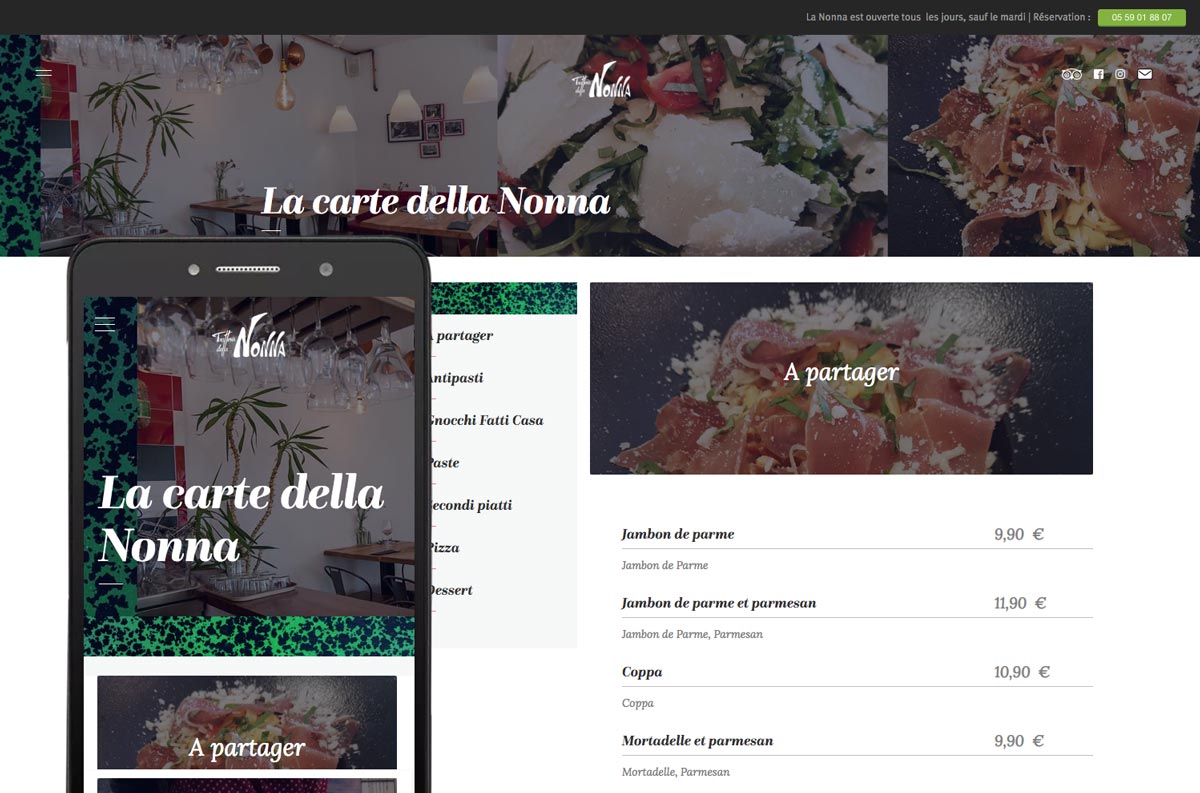 La Nonna est ouverte tous les jours, sauf le mardi | Réservation : 05 59 01 88 07
Trattoria
della
Nonna
La carte della Nonna
Trattoria
della
Nonna
La carte della
Nonna
A partager
partager
Antipasti
Gnocchi Fatti Casa
Paste
Secondi piatti
Pizza
Dessert
A partager
Jambon de parme 9,90 €
Jambon de Parme
Jambon de parme et parmesan 11,90 €
Jambon de Parme, Parmesan
Coppa 10,90 €
Coppa
Mortadelle et parmesan 9,90 €
Mortadelle, Parmesan